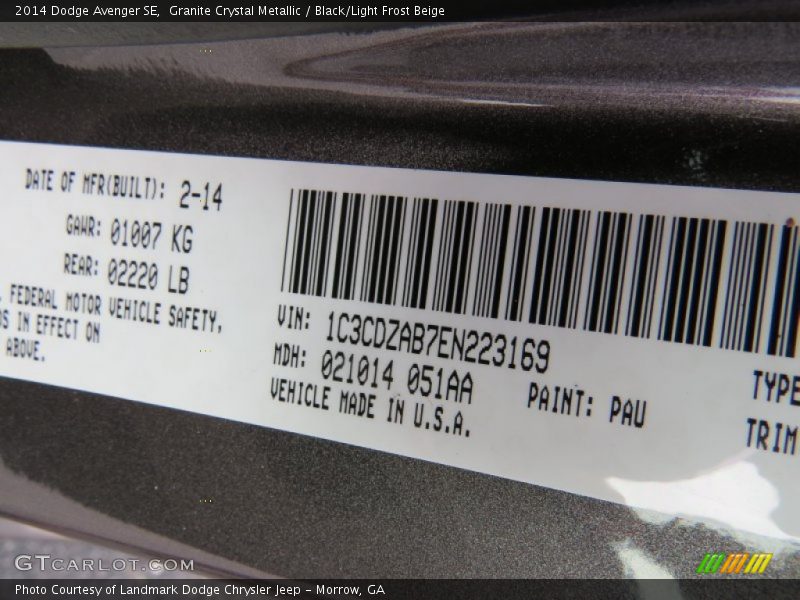 2014 Dodge Avenger SE,  Granite Crystal Metallic / Black/Light Frost Beige
DATE OF MFR(BUILT): 2-14
GAWR: 01007 KG
REAR: 02220 LB
FEDERAL MOTOR VEHICLE SAFETY,
IN EFFECT ON
ABOVE.
VIN: 1C3CDZAB7EN223169
MDH: 021014 051AA
PAINT: PAU
VEHICLE MADE IN U.S.A.
TYPE
TRIM
GTCarLot.com
Photo Courtesy of Landmark Dodge Chrysler Jeep - Morrow, GA